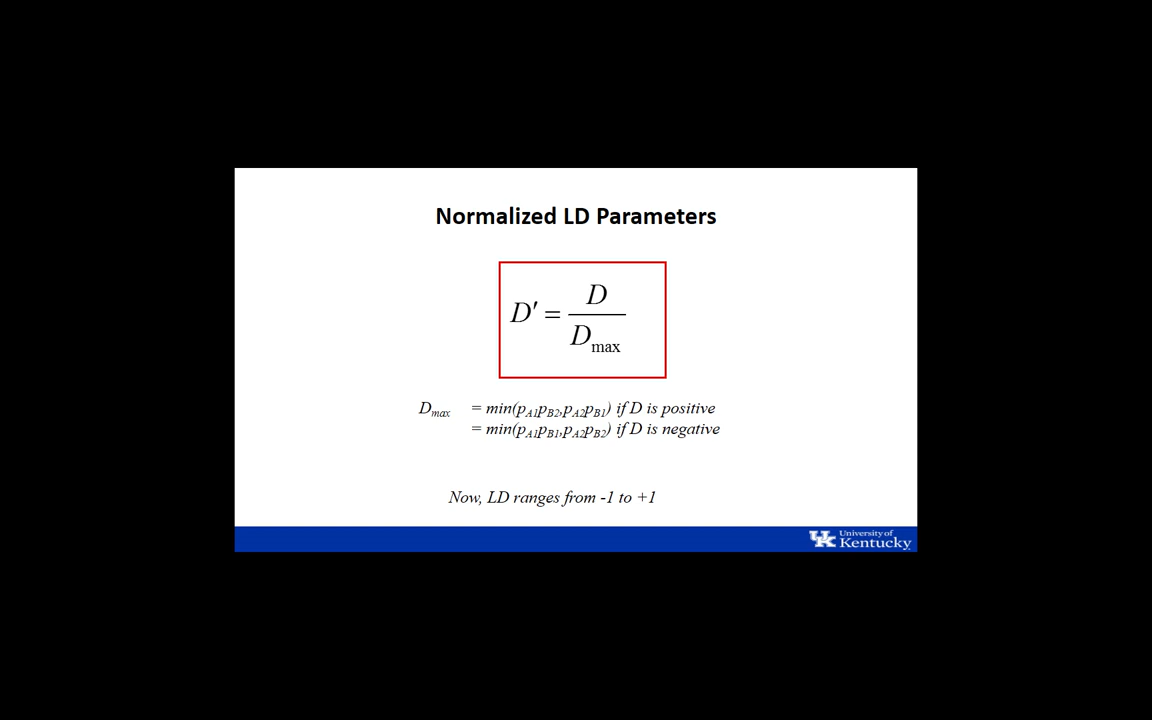 Normalized LD Parameters
D′ = D / Dmax
Dmax = min(pA1pB2,pA2pB1) if D is positive
= min(pA1pB1,pA2pB2) if D is negative
Now, LD ranges from -1 to +1
UK University of
Kentucky